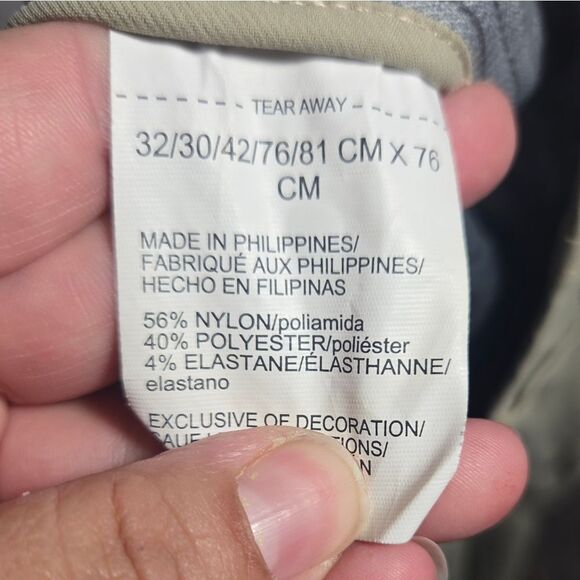 TEAR AWAY
32/30/42/76/81 CM X 76
CM
MADE IN PHILIPPINES/
FABRIQUÉ AUX PHILIPPINES/
HECHO EN FILIPINAS
56% NYLON/poliamida
40% POLYESTER/poliéster
4% ELASTANE/ÉLASTHANNE/
elastano
EXCLUSIVE OF DECORATION/